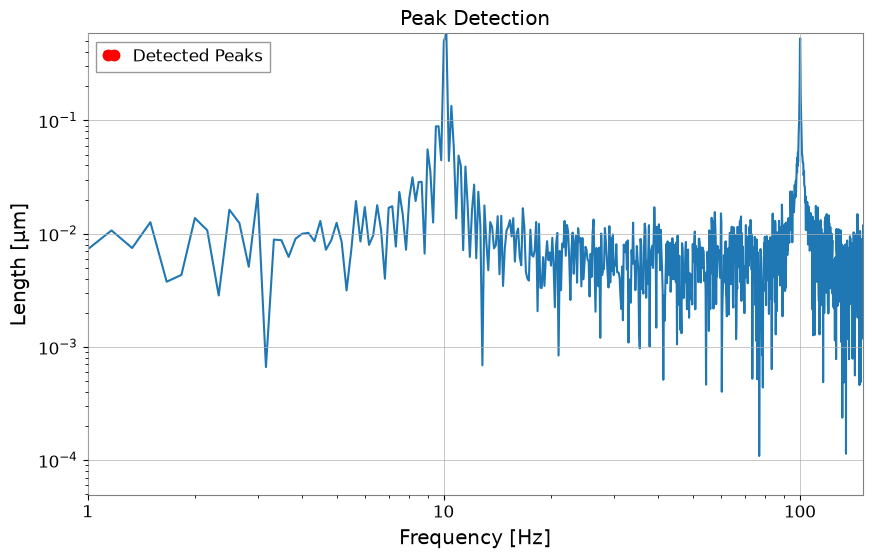 Peak Detection
Detected Peaks
Length [µm]
10⁻¹
10⁻²
10⁻³
10⁻⁴
1
10
100
Frequency [Hz]